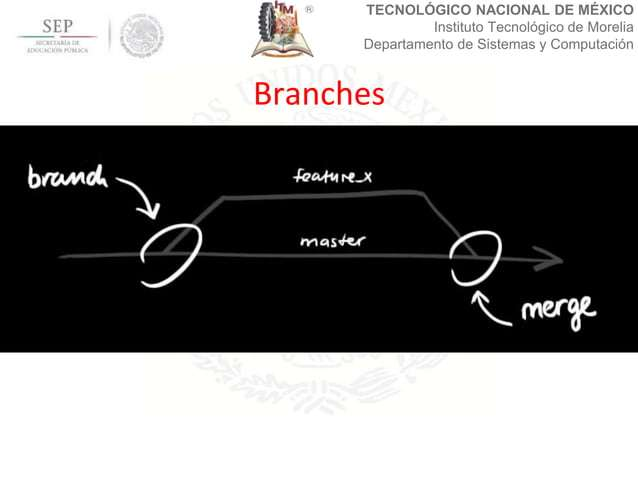 SEP
SECRETARÍA DE
EDUCACIÓN PÚBLICA
ITM
®
TECNOLÓGICO NACIONAL DE MÉXICO
Instituto Tecnológico de Morelia
Departamento de Sistemas y Computación
Branches
branch
feature_x
master
merge